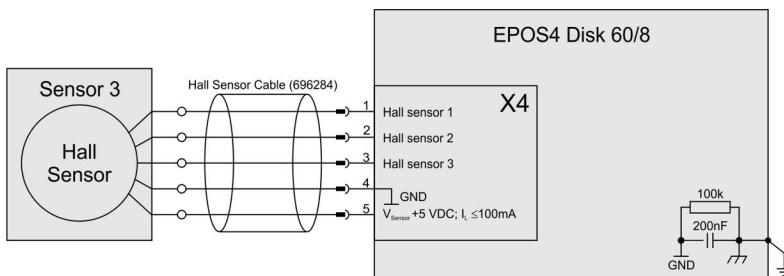 EPOS4 Disk 60/8
Sensor 3
Hall Sensor Cable (696284)
X4
Hall
Sensor
1 Hall sensor 1
2 Hall sensor 2
3 Hall sensor 3
4 GND
5 VSensor +5 VDC; IL ≤100mA
100k
200nF
GND